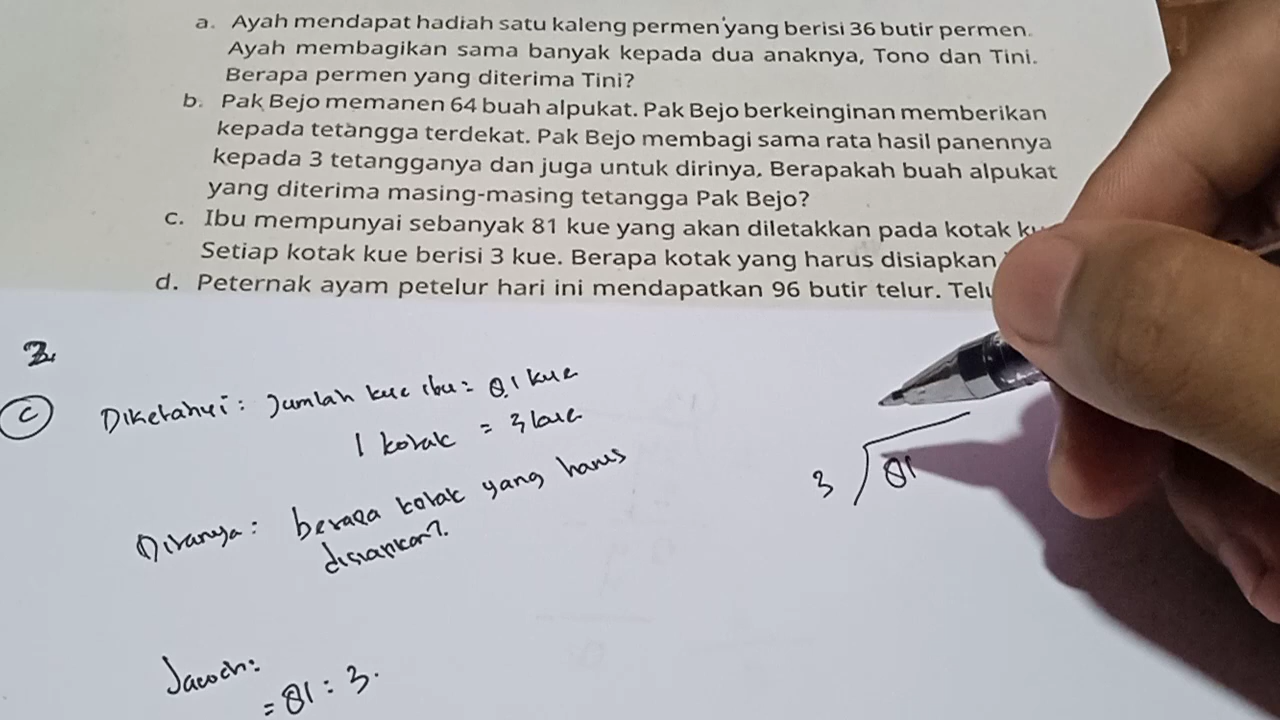 a. Ayah mendapat hadiah satu kaleng permen yang berisi 36 butir permen.
Ayah membagikan sama banyak kepada dua anaknya, Tono dan Tini.
Berapa permen yang diterima Tini?
b. Pak Bejo memanen 64 buah alpukat. Pak Bejo berkeinginan memberikan
kepada tetangga terdekat. Pak Bejo membagi sama rata hasil panennya
kepada 3 tetangganya dan juga untuk dirinya. Berapakah buah alpukat
yang diterima masing-masing tetangga Pak Bejo?
c. Ibu mempunyai sebanyak 81 kue yang akan diletakkan pada kotak
Setiap kotak kue berisi 3 kue. Berapa kotak yang harus disiapkan
d. Peternak ayam petelur hari ini mendapatkan 96 butir telur.
2.
c Diketahui: Jumlah kue ibu = 81 kue
1 kotak = 3 kue
Ditanya: berapa kotak yang harus
disiapkan?
3 81
Jawab:
= 81 : 3.